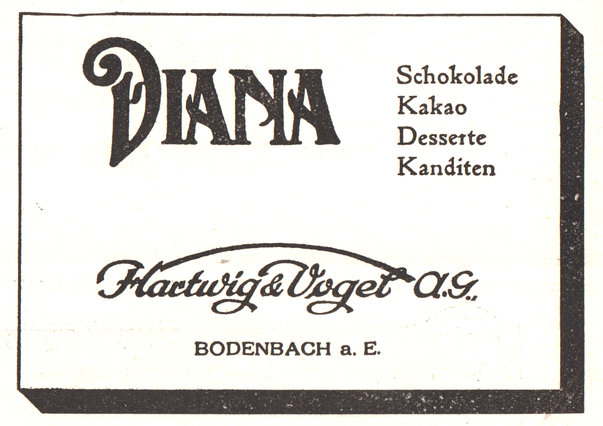 DIANA
Schokolade
Kakao
Desserte
Kanditen
Hartwig & Vogel A.G.,,
BODENBACH a. E.